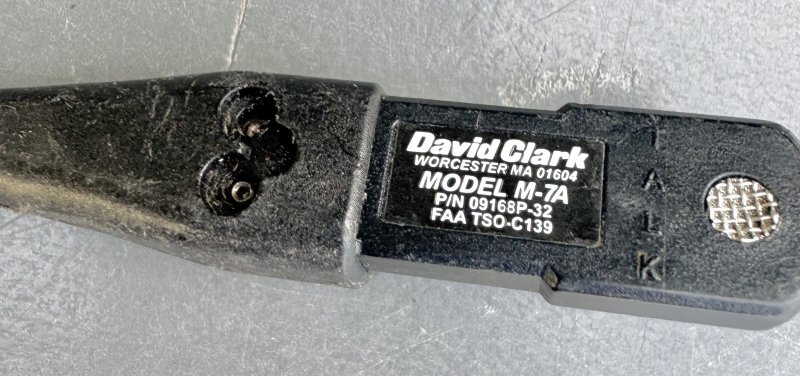 David Clark
WORCESTER MA 01604
MODEL M-7A
P/N 09168P-32
FAA TSO-C139
TALK